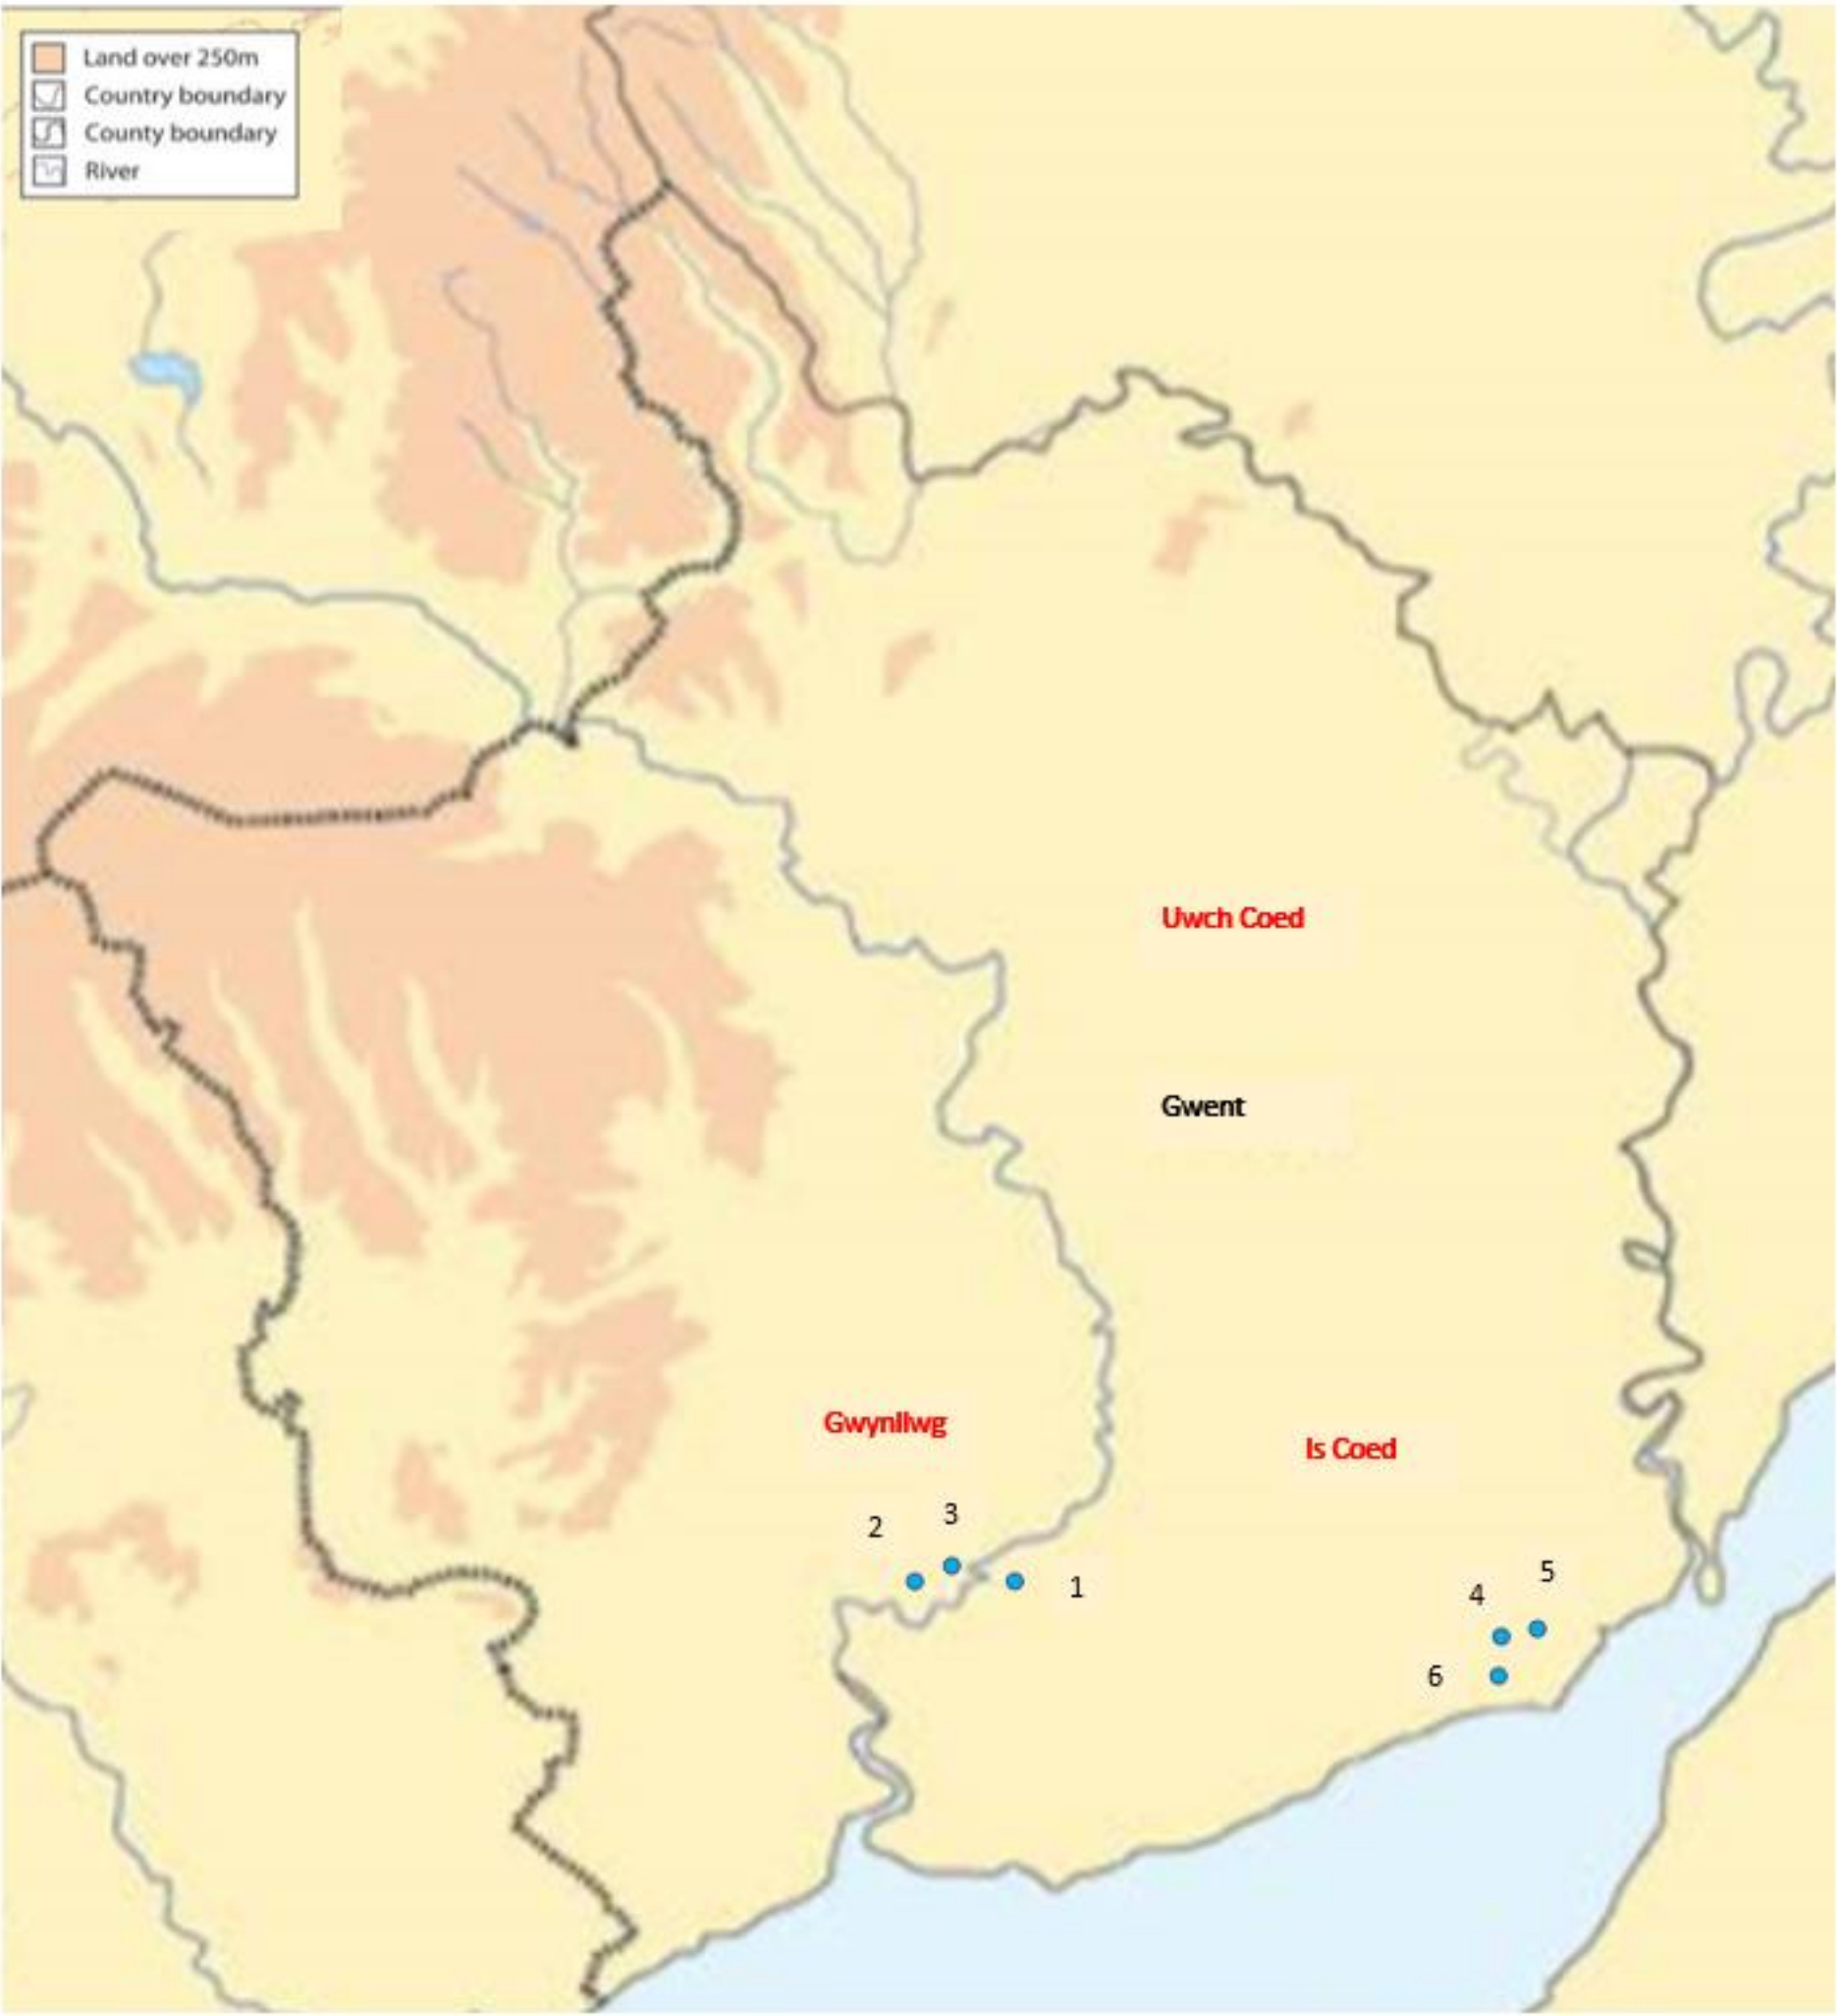 Land over 250m
Country boundary
County boundary
River
Uwch Coed
Gwent
Gwynllwg
Is Coed
3
2
1
5
4
6